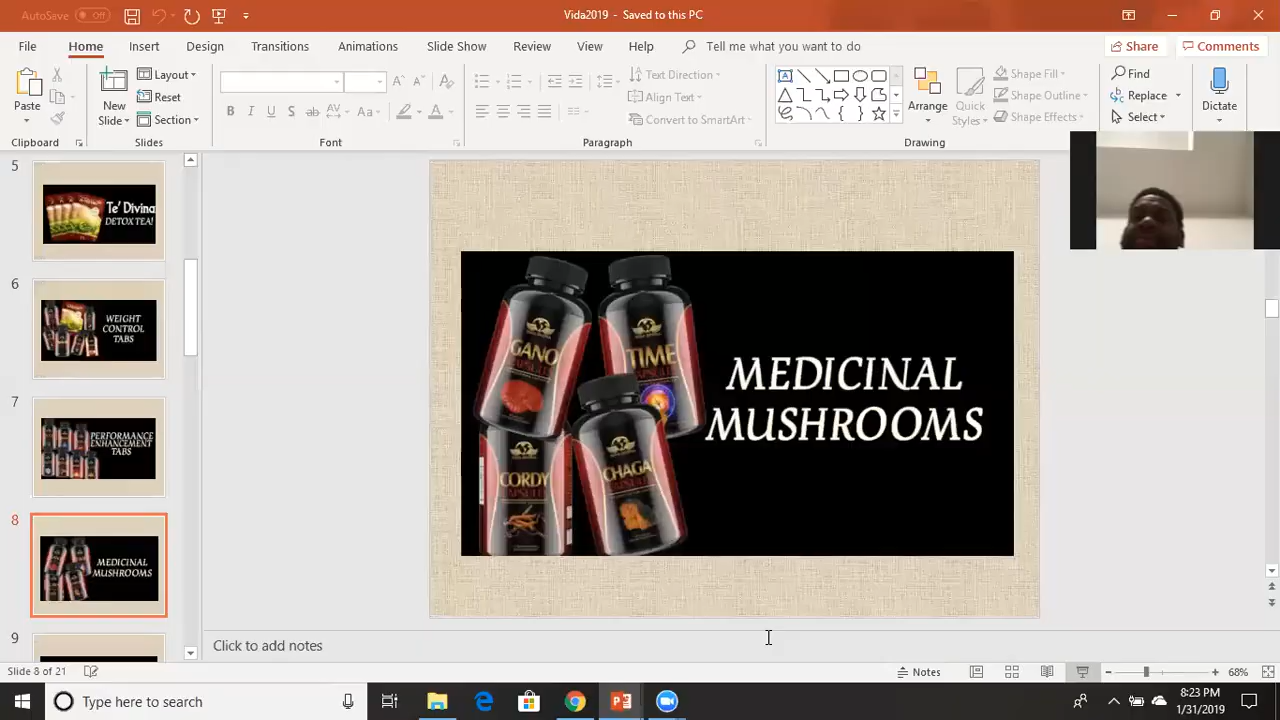 AutoSave Off
Vida2019 - Saved to this PC
File Home Insert Design Transitions Animations Slide Show Review View Help Tell me what you want to do
Share Comments
Paste
New
Slide
Layout
Reset
Section
B I U S ab AV Aa A
Text Direction
Align Text
Convert to SmartArt
Arrange
Quick
Styles
Shape Fill
Shape Outline
Shape Effects
Find
Replace
Select
Dictate
Clipboard Slides Font Paragraph Drawing Voice
5
Te' Divina
DETOX TEA!
6
WEIGHT
CONTROL
TABS
7
PERFORMANCE
ENHANCEMENT
TABS
8
MEDICINAL
MUSHROOMS
9
GANO
TIME
CORDY
CHAGA
MEDICINAL
MUSHROOMS
Click to add notes
Slide 8 of 21
Notes
68%
Type here to search
8:23 PM
1/31/2019